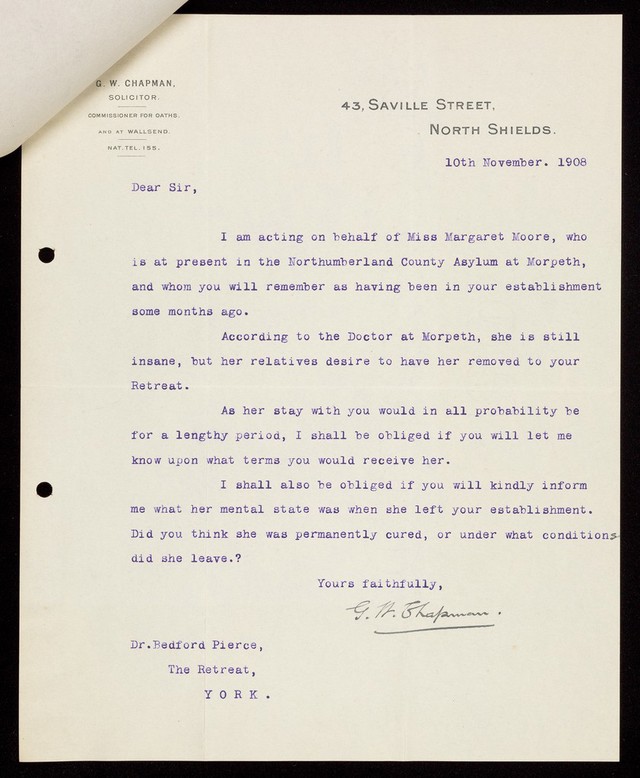 G. W. CHAPMAN,
SOLICITOR.
COMMISSIONER FOR OATHS.
AND AT WALLSEND.
NAT. TEL. 155.
43, SAVILLE STREET,
NORTH SHIELDS.
10th November. 1908
Dear Sir,
I am acting on behalf of Miss Margaret Moore, who
is at present in the Northumberland County Asylum at Morpeth,
and whom you will remember as having been in your establishment
some months ago.
According to the Doctor at Morpeth, she is still
insane, but her relatives desire to have her removed to your
Retreat.
As her stay with you would in all probability be
for a lengthy period, I shall be obliged if you will let me
know upon what terms you would receive her.
I shall also be obliged if you will kindly inform
me what her mental state was when she left your establishment.
Did you think she was permanently cured, or under what conditions
did she leave.?
Yours faithfully,
G. W. Chapman.
Dr.Bedford Pierce,
The Retreat,
Y O R K .